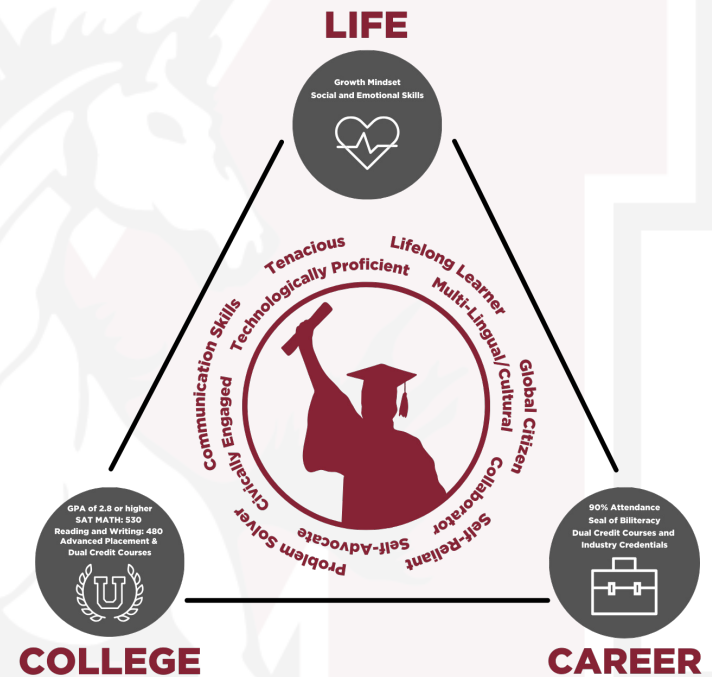 LIFE
Growth Mindset
Social and Emotional Skills
Tenacious
Lifelong Learner
Technologically Proficient
Multi-Lingual/Cultural
Communication Skills
Global Citizen
Civically Engaged
Collaborator
Problem Solver
Self-Advocate
Self-Reliant
GPA of 2.8 or higher
SAT MATH: 530
Reading and Writing: 480
Advanced Placement &
Dual Credit Courses
U
COLLEGE
90% Attendance
Seal of Biliteracy
Dual Credit Courses and
Industry Credentials
CAREER